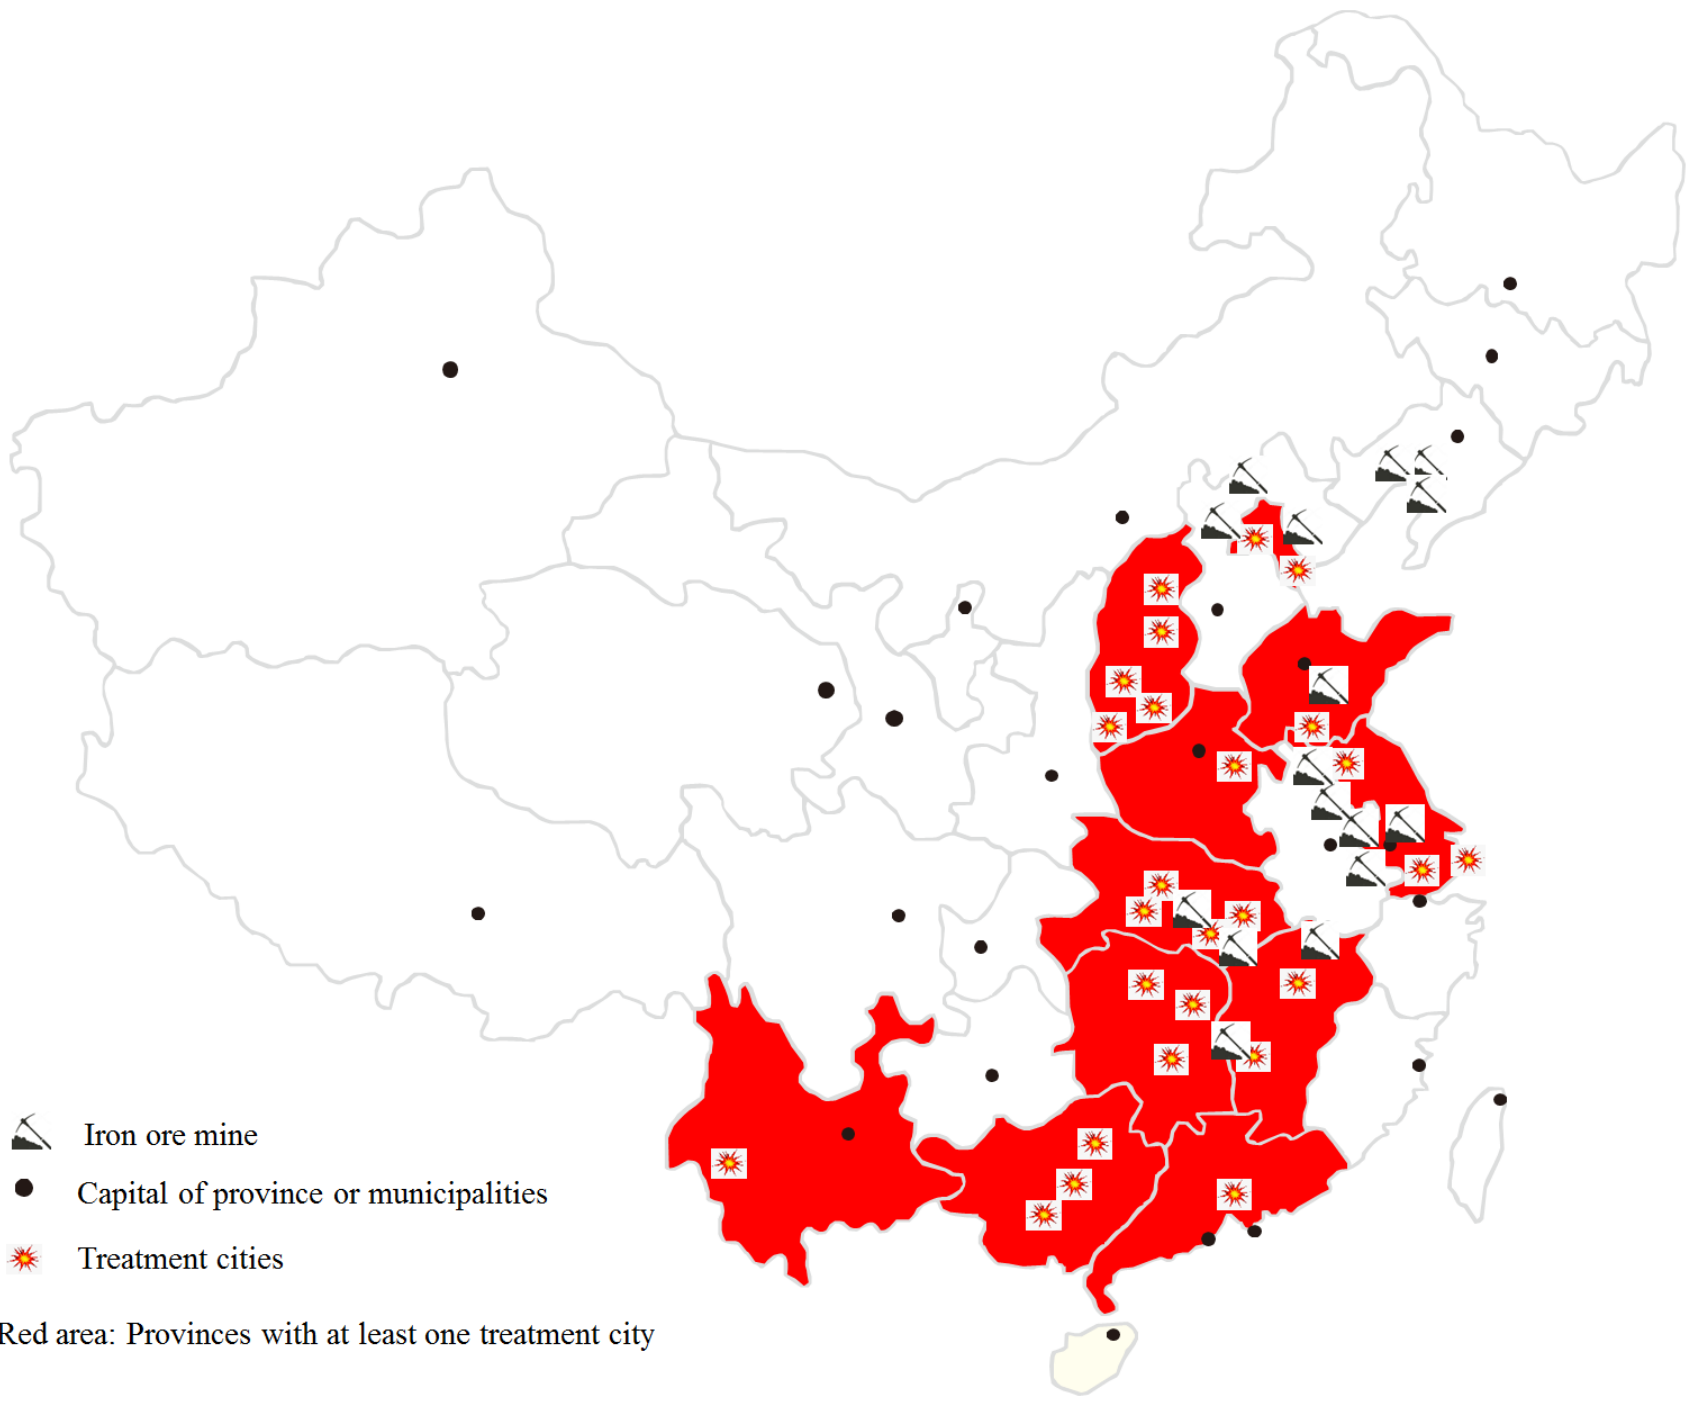 Iron ore mine
Capital of province or municipalities
Treatment cities
Red area: Provinces with at least one treatment city